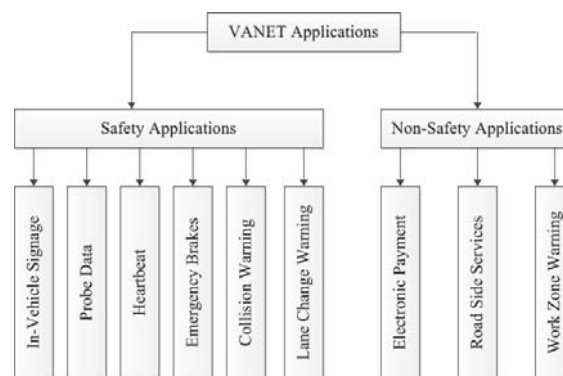 VANET Applications
Safety Applications
Non-Safety Applications
In-Vehicle Signage
Probe Data
Heartbeat
Emergency Brakes
Collision Warning
Lane Change Warning
Electronic Payment
Road Side Services
Work Zone Warning